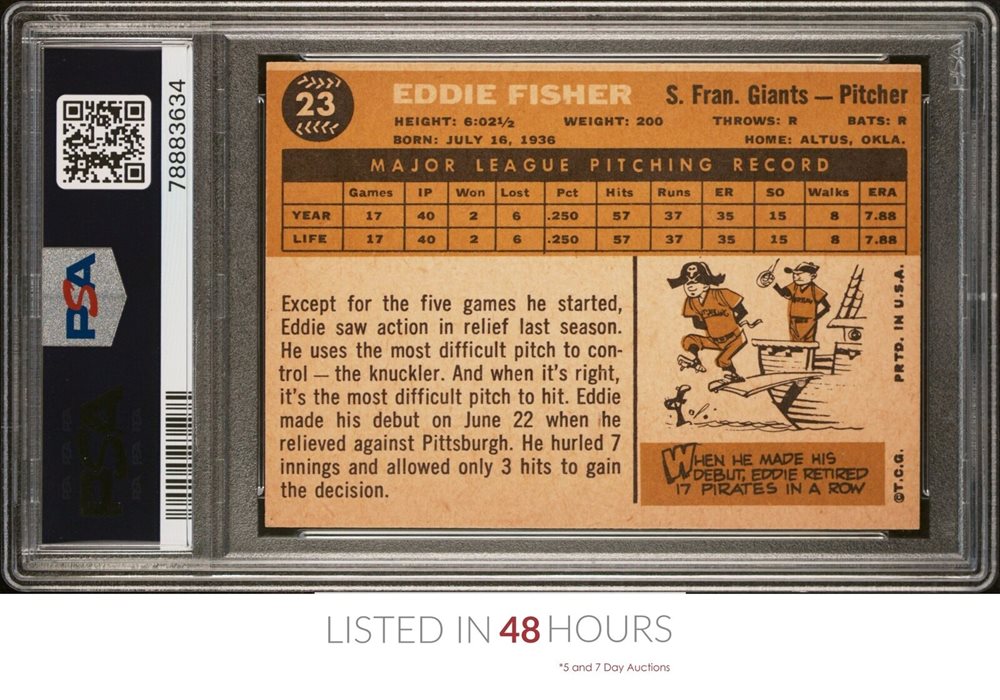 78883634
PSA
23
EDDIE FISHER
S. Fran. Giants — Pitcher
HEIGHT: 6:02½ WEIGHT: 200 THROWS: R BATS: R
BORN: JULY 16, 1936 HOME: ALTUS, OKLA.
MAJOR LEAGUE PITCHING RECORD
Games IP Won Lost Pct Hits Runs ER SO Walks ERA
YEAR 17 40 2 6 .250 57 37 35 15 8 7.88
LIFE 17 40 2 6 .250 57 37 35 15 8 7.88
Except for the five games he started,
Eddie saw action in relief last season.
He uses the most difficult pitch to con-
trol — the knuckler. And when it's right,
it's the most difficult pitch to hit. Eddie
made his debut on June 22 when he
relieved against Pittsburgh. He hurled 7
innings and allowed only 3 hits to gain
the decision.
WHEN HE MADE HIS
DEBUT, EDDIE RETIRED
17 PIRATES IN A ROW
©T.C.G. PRTD. IN U.S.A.
PSA
LISTED IN 48 HOURS
*5 and 7 Day Auctions